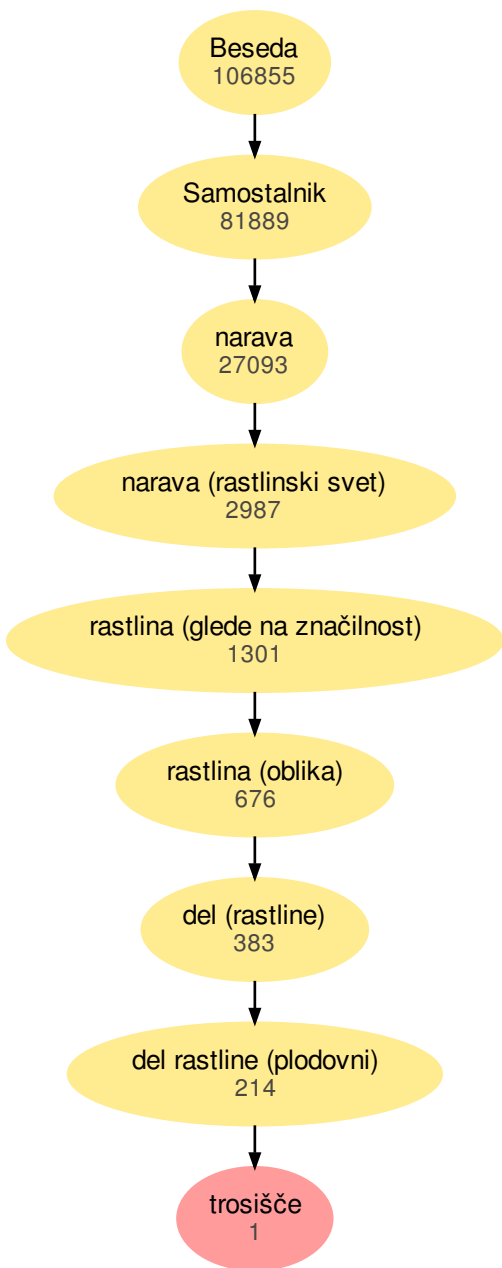 Beseda
106855
Samostalnik
81889
narava
27093
narava (rastlinski svet)
2987
rastlina (glede na značilnost)
1301
rastlina (oblika)
676
del (rastline)
383
del rastline (plodovni)
214
trosišče
1